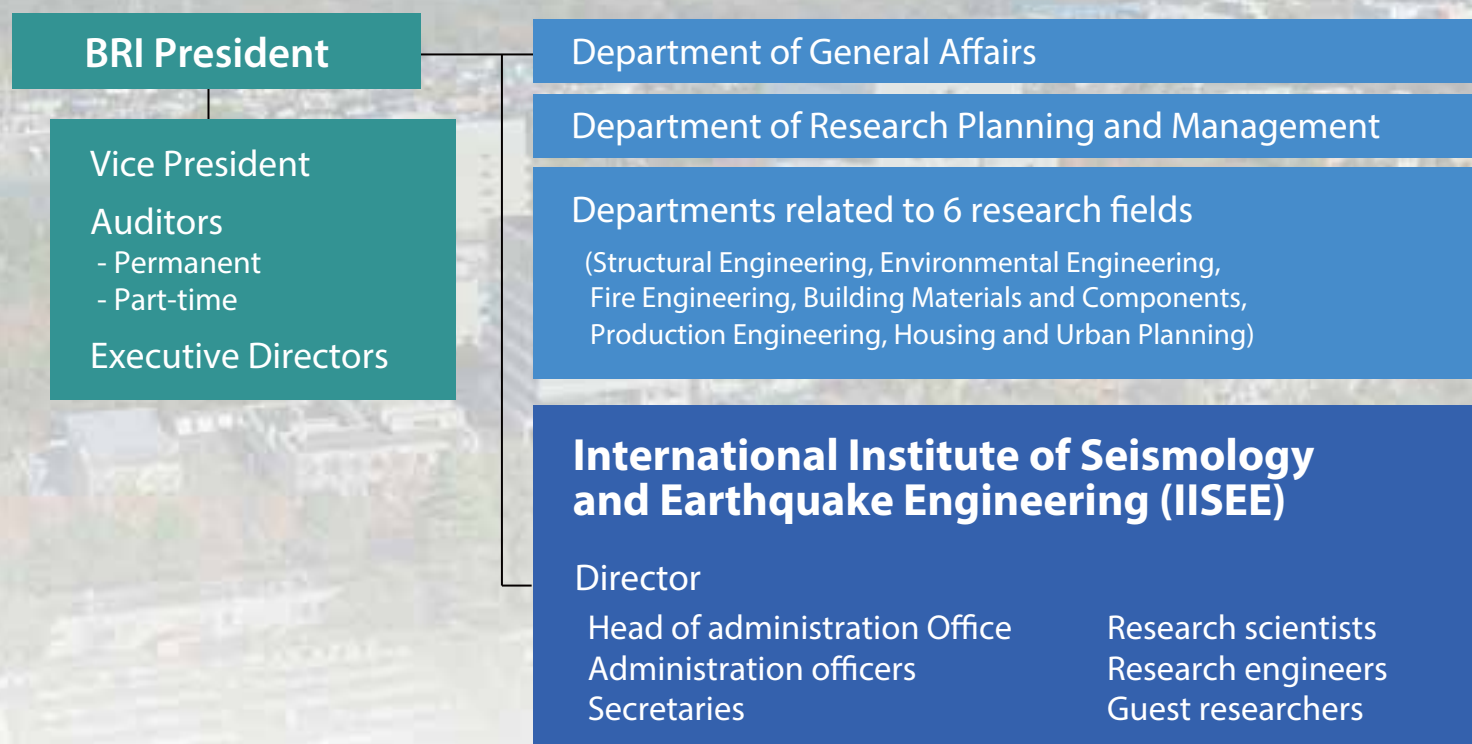 BRI President
Vice President
Auditors
- Permanent
- Part-time
Executive Directors
Department of General Affairs
Department of Research Planning and Management
Departments related to 6 research fields
(Structural Engineering, Environmental Engineering,
Fire Engineering, Building Materials and Components,
Production Engineering, Housing and Urban Planning)
International Institute of Seismology
and Earthquake Engineering (IISEE)
Director
Head of administration Office
Administration officers
Secretaries
Research scientists
Research engineers
Guest researchers